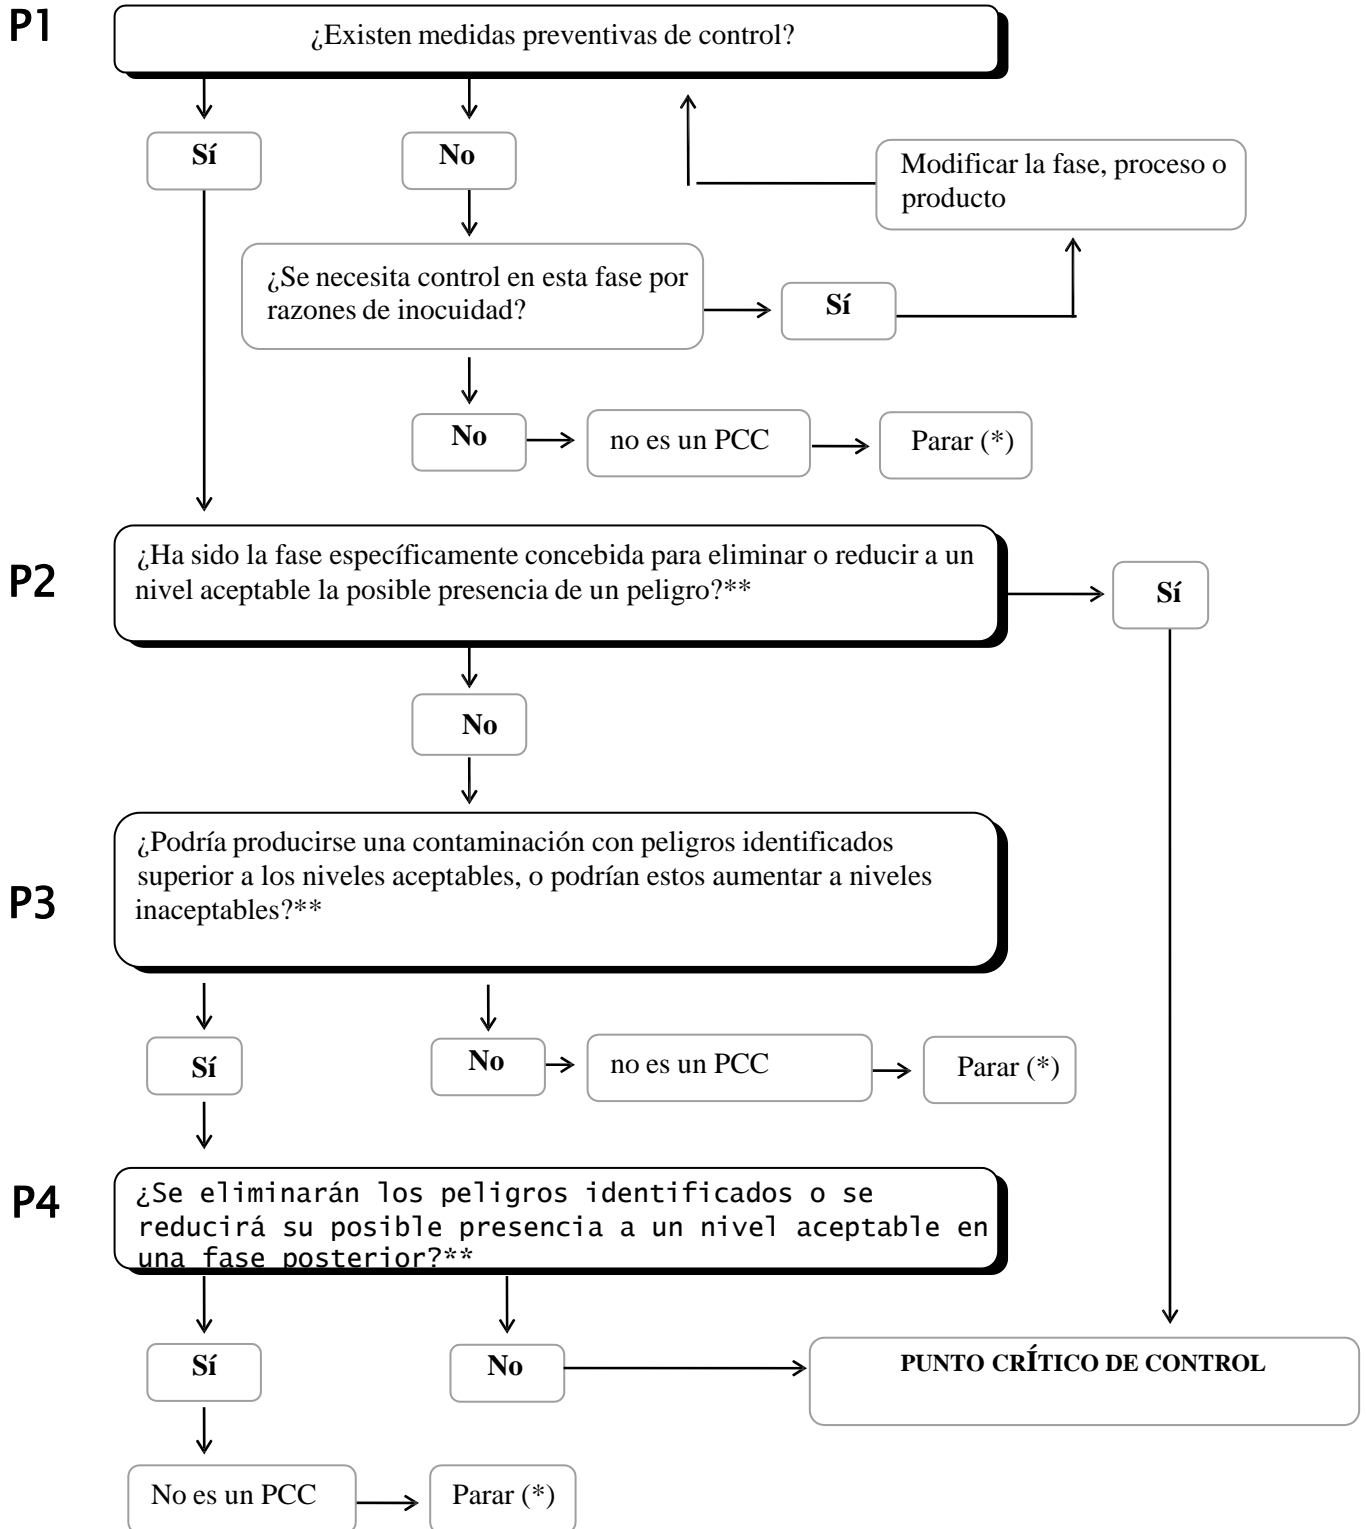 P1
¿Existen medidas preventivas de control?
Sí
No
Modificar la fase, proceso o
producto
¿Se necesita control en esta fase por
razones de inocuidad?
Sí
No
no es un PCC
Parar (*)
P2
¿Ha sido la fase específicamente concebida para eliminar o reducir a un
nivel aceptable la posible presencia de un peligro?**
Sí
No
P3
¿Podría producirse una contaminación con peligros identificados
superior a los niveles aceptables, o podrían estos aumentar a niveles
inaceptables?**
Sí
No
no es un PCC
Parar (*)
P4
¿Se eliminarán los peligros identificados o se
reducirá su posible presencia a un nivel aceptable en
una fase posterior?**
Sí
No
PUNTO CRÍTICO DE CONTROL
No es un PCC
Parar (*)